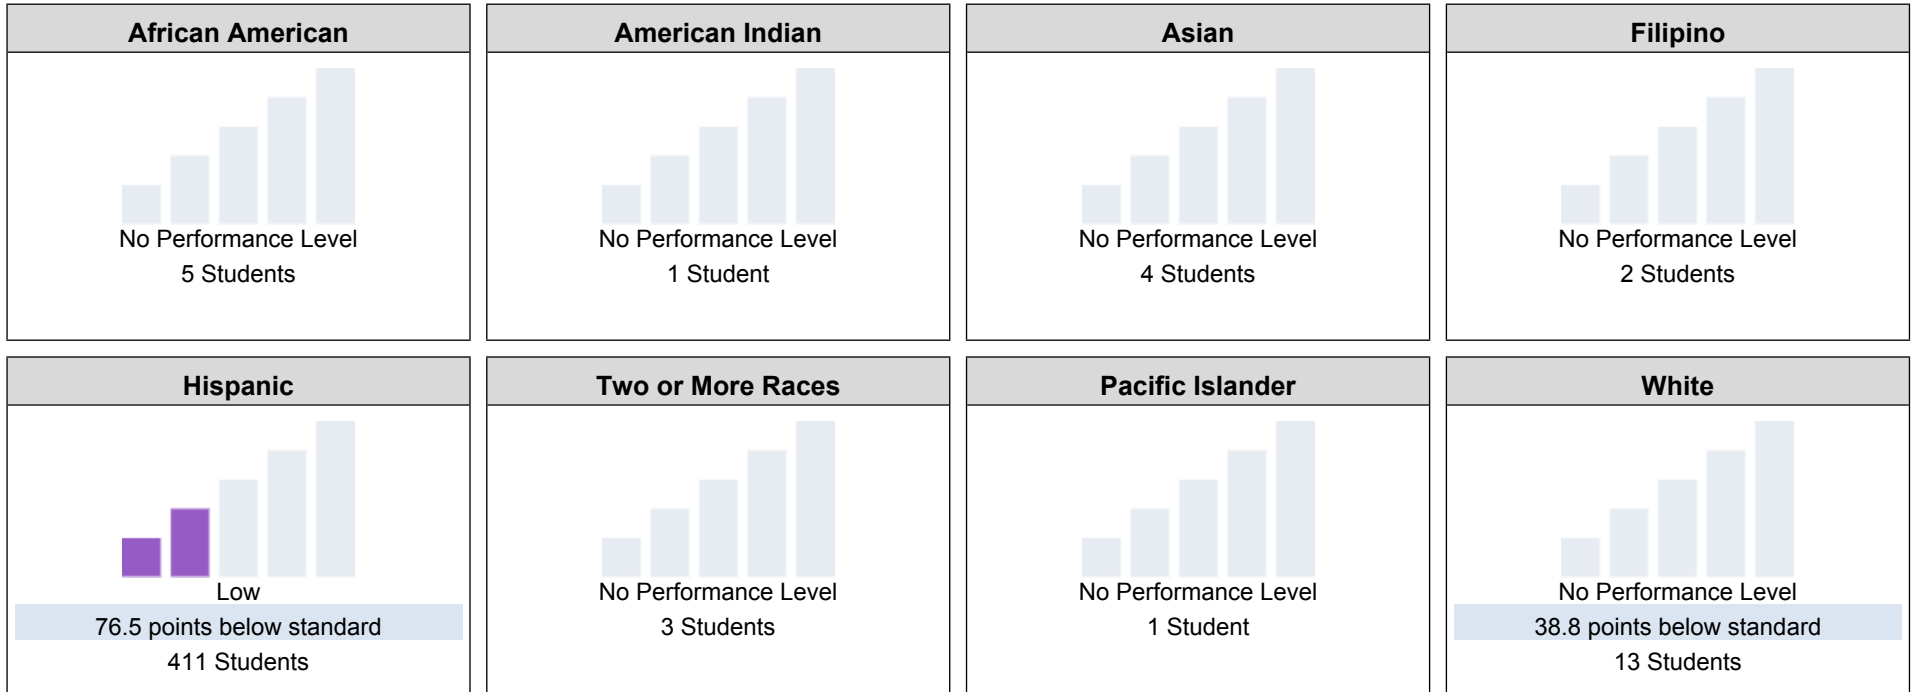 African American
No Performance Level
5 Students
American Indian
No Performance Level
1 Student
Asian
No Performance Level
4 Students
Filipino
No Performance Level
2 Students
Hispanic
Low
76.5 points below standard
411 Students
Two or More Races
No Performance Level
3 Students
Pacific Islander
No Performance Level
1 Student
White
No Performance Level
38.8 points below standard
13 Students